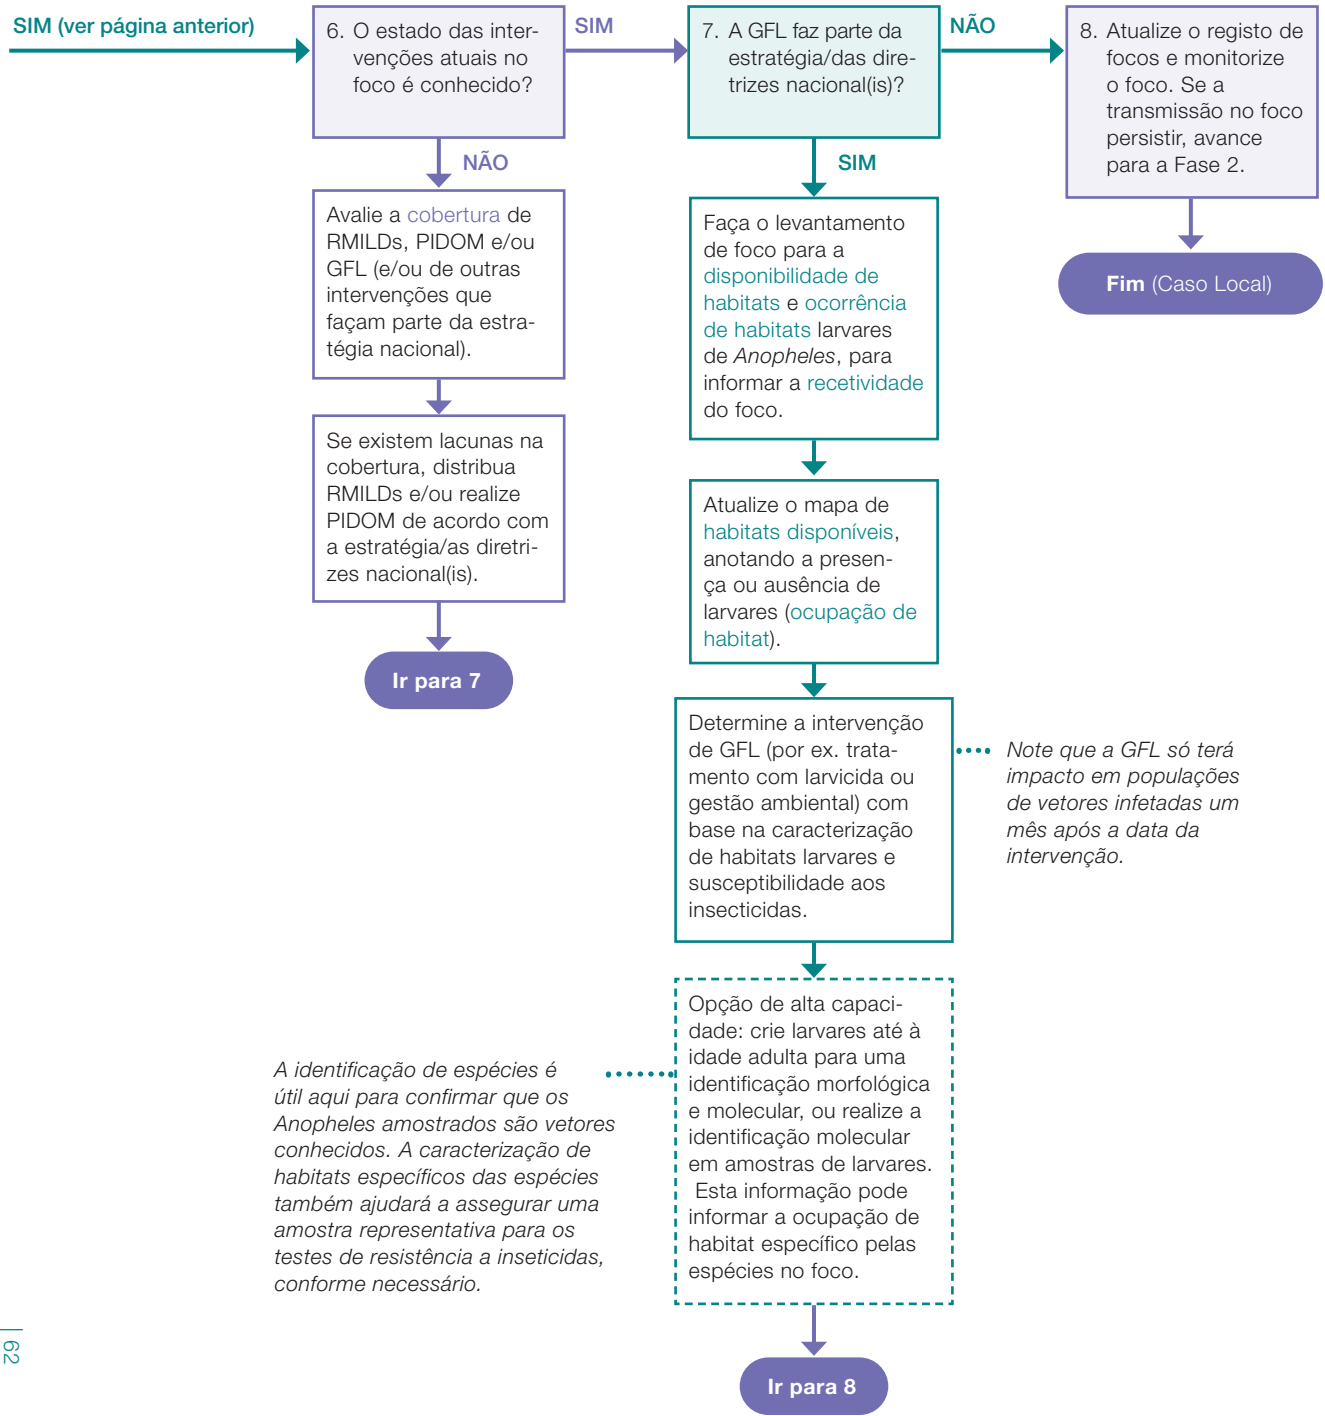 SIM (ver página anterior)
6. O estado das inter-
venções atuais no
foco é conhecido?
SIM
7. A GFL faz parte da
estratégia/das dire-
trizes nacional(is)?
NÃO
8. Atualize o registo de
focos e monitorize
o foco. Se a
transmissão no foco
persistir, avance
para a Fase 2.
Fim (Caso Local)
NÃO
Avalie a cobertura de
RMILDs, PIDOM e/ou
GFL (e/ou de outras
intervenções que
façam parte da estra-
tégia nacional).
Se existem lacunas na
cobertura, distribua
RMILDs e/ou realize
PIDOM de acordo com
a estratégia/as diretri-
zes nacional(is).
Ir para 7
SIM
Faça o levantamento
de foco para a
disponibilidade de
habitats e ocorrência
de habitats larvares
de Anopheles, para
informar a recetividade
do foco.
Atualize o mapa de
habitats disponíveis,
anotando a presen-
ça ou ausência de
larvares (ocupação de
habitat).
Determine a intervenção
de GFL (por ex. trata-
mento com larvicida ou
gestão ambiental) com
base na caracterização
de habitats larvares e
susceptibilidade aos
insecticidas.
Note que a GFL só terá
impacto em populações
de vetores infetadas um
mês após a data da
intervenção.
Opção de alta capaci-
dade: crie larvares até à
idade adulta para uma
identificação morfológica
e molecular, ou realize a
identificação molecular
em amostras de larvares.
Esta informação pode
informar a ocupação de
habitat específico pelas
espécies no foco.
A identificação de espécies é
útil aqui para confirmar que os
Anopheles amostrados são vetores
conhecidos. A caracterização de
habitats específicos das espécies
também ajudará a assegurar uma
amostra representativa para os
testes de resistência a inseticidas,
conforme necessário.
Ir para 8
| 62